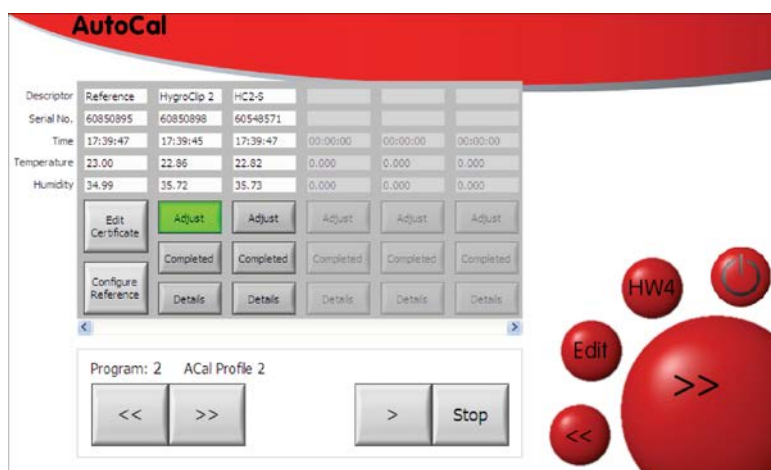 AutoCal
Descriptor Reference HygroClip 2 HC2-S
Serial No. 60850895 60850898 60548571
Time 17:39:47 17:39:45 17:39:47 00:00:00 00:00:00 00:00:00
Temperature 23.00 22.86 22.82 0.000 0.000 0.000
Humidity 34.99 35.72 35.73 0.000 0.000 0.000
Edit Certificate Adjust Adjust Adjust Adjust Adjust
Completed Completed Completed Completed Completed
Configure Reference Details Details Details Details Details
< >
Program: 2 ACal Profile 2
<< >> > Stop
HW4
Edit
>>
<<